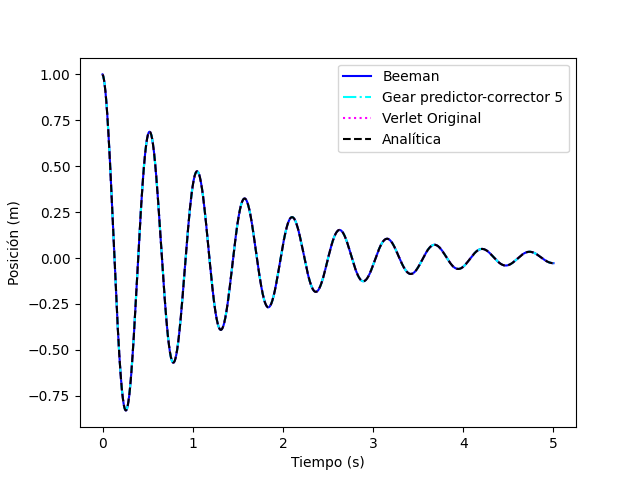 Beeman
Gear predictor-corrector 5
Verlet Original
Analítica
1.00
0.75
0.50
0.25
0.00
−0.25
−0.50
−0.75
Posición (m)
0 1 2 3 4 5
Tiempo (s)